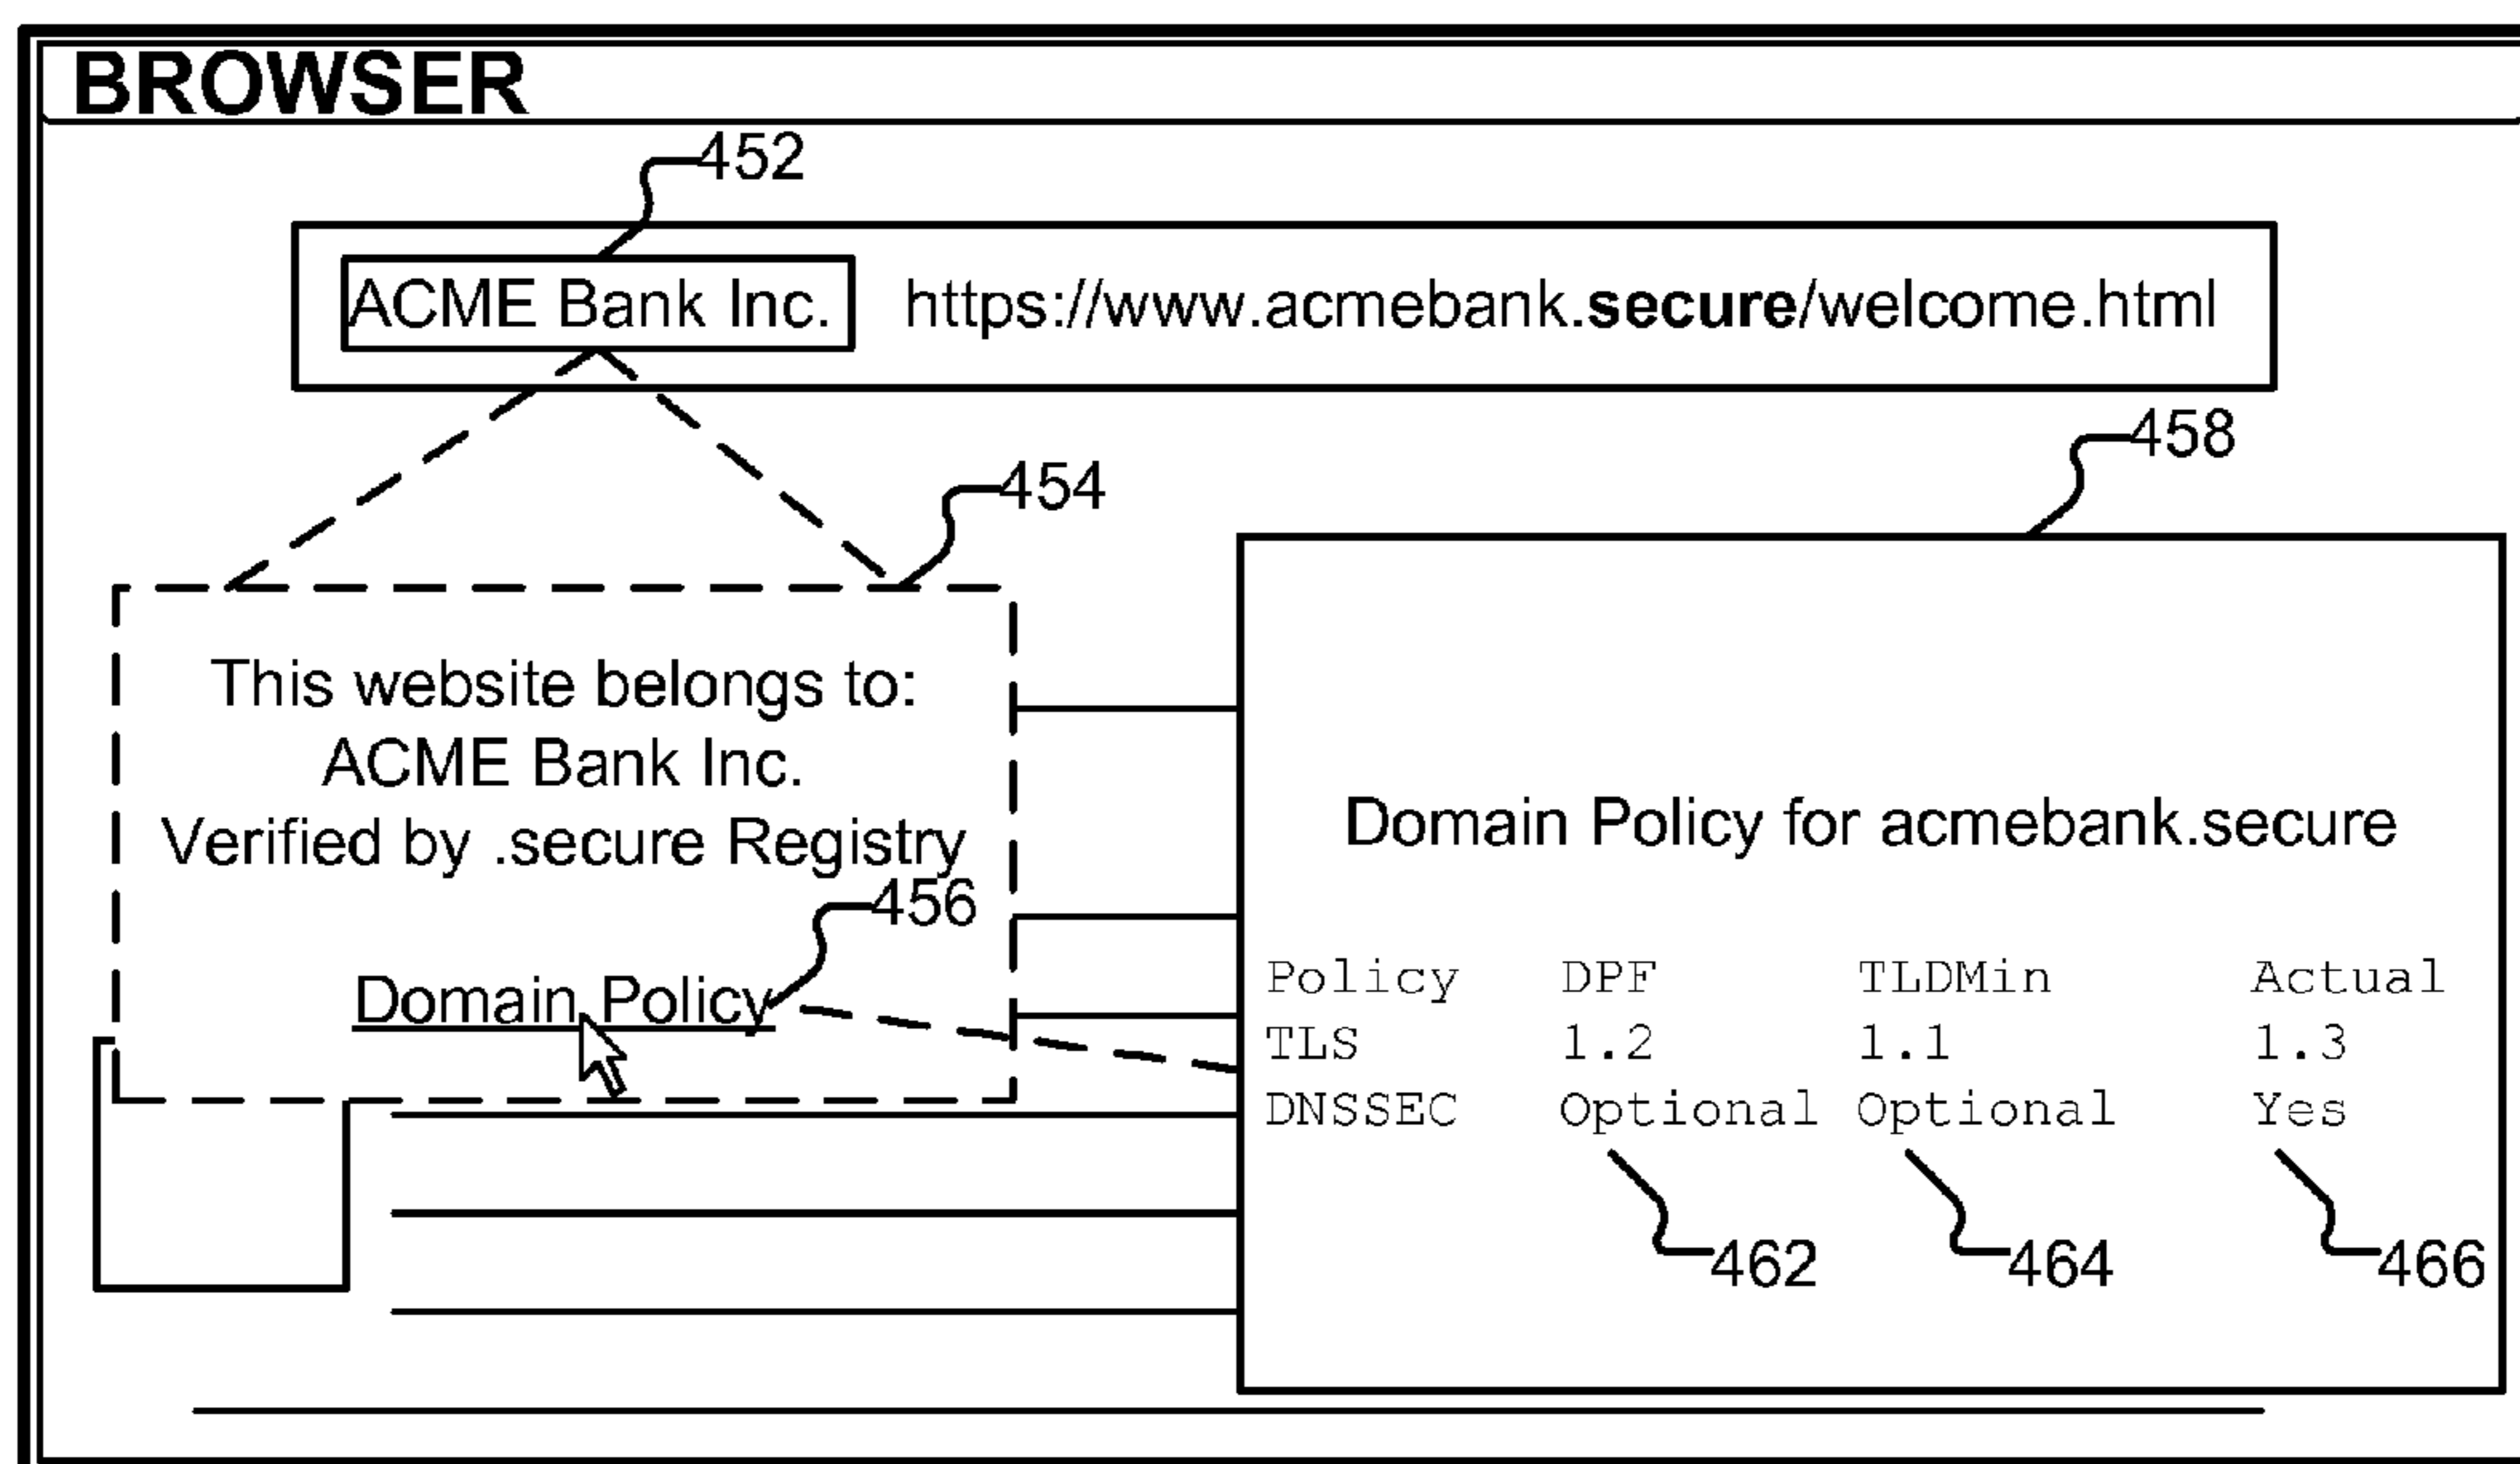 BROWSER
452
ACME Bank Inc. https://www.acmebank.secure/welcome.html
458
454
This website belongs to:
ACME Bank Inc.
Verified by .secure Registry
456
Domain Policy
Domain Policy for acmebank.secure
Policy DPF TLDMin Actual
TLS 1.2 1.1 1.3
DNSSEC Optional Optional Yes
462 464 466